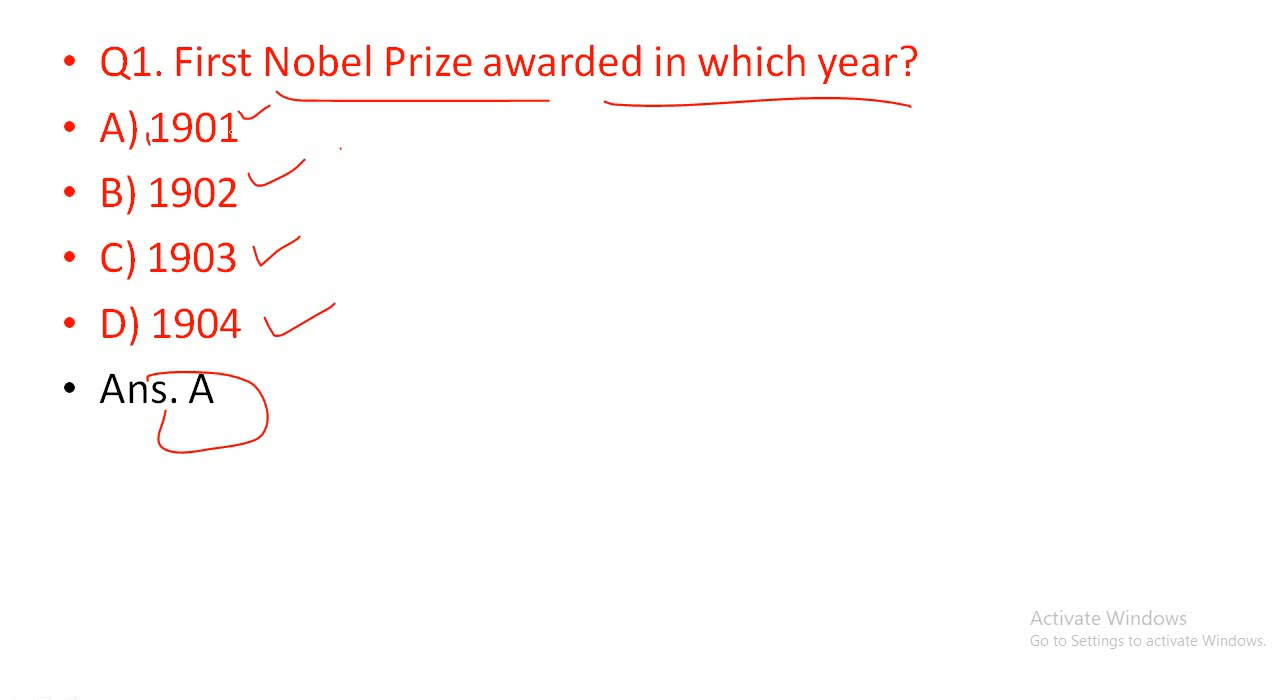 • Q1. First Nobel Prize awarded in which year?
• A) 1901
• B) 1902
• C) 1903
• D) 1904
• Ans. A
Activate Windows
Go to Settings to activate Windows.